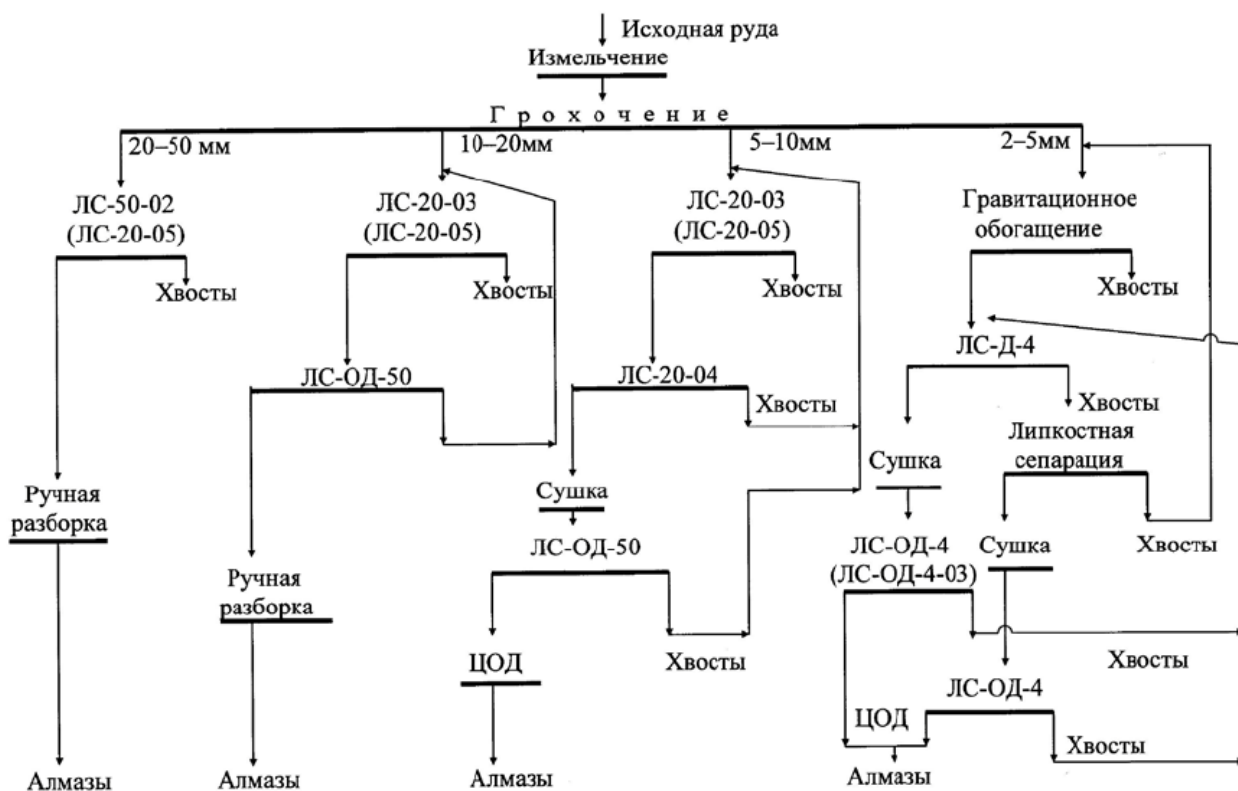 Исходная руда
Измельчение
Грохочение
20–50 мм
10–20мм
5–10мм
2–5мм
ЛС-50-02
(ЛС-20-05)
ЛС-20-03
(ЛС-20-05)
ЛС-20-03
(ЛС-20-05)
Гравитационное
обогащение
Хвосты
Хвосты
Хвосты
Хвосты
ЛС-ОД-50
ЛС-20-04
ЛС-Д-4
Хвосты
Хвосты
Липкостная
сепарация
Ручная
разборка
Сушка
Сушка
ЛС-ОД-50
ЛС-ОД-4
(ЛС-ОД-4-03)
Сушка
Хвосты
Ручная
разборка
ЦОД
Хвосты
Хвосты
ЛС-ОД-4
ЦОД
Хвосты
Алмазы
Алмазы
Алмазы
Алмазы